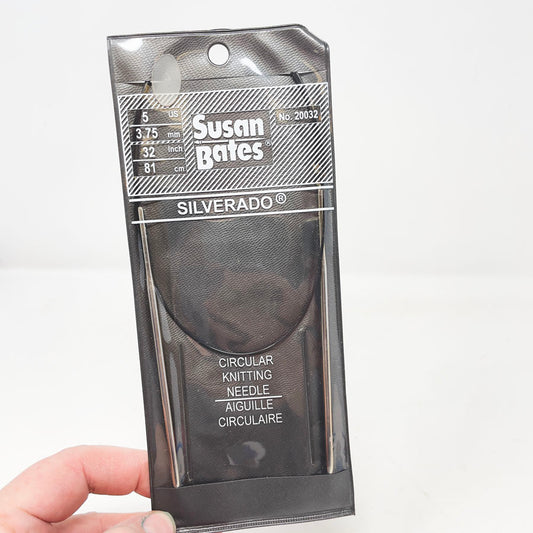 5 US
3.75 mm
32 inch
81 cm
Susan
Bates®
No. 20032
SILVERADO®
CIRCULAR
KNITTING
NEEDLE
AIGUILLE
CIRCULAIRE